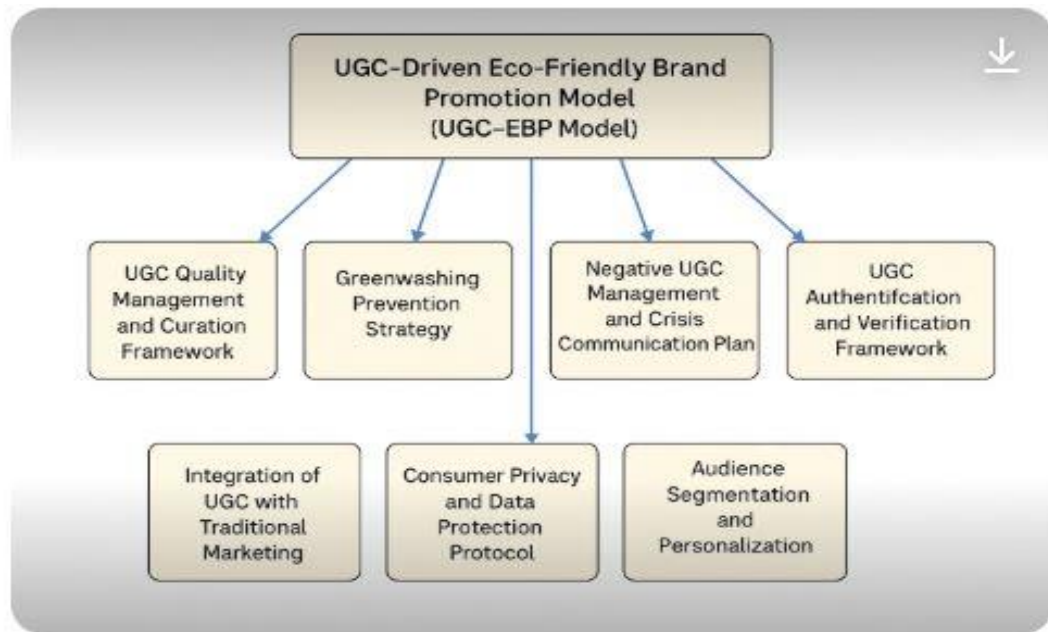 UGC-Driven Eco-Friendly Brand
Promotion Model
(UGC-EBP Model)
UGC Quality
Management
and Curation
Framework
Greenwashing
Prevention
Strategy
Negative UGC
Management
and Crisis
Communication Plan
UGC
Authentifcation
and Verification
Framework
Integration of
UGC with
Traditional
Marketing
Consumer Privacy
and Data
Protection
Protocol
Audience
Segmentation
and
Personalization